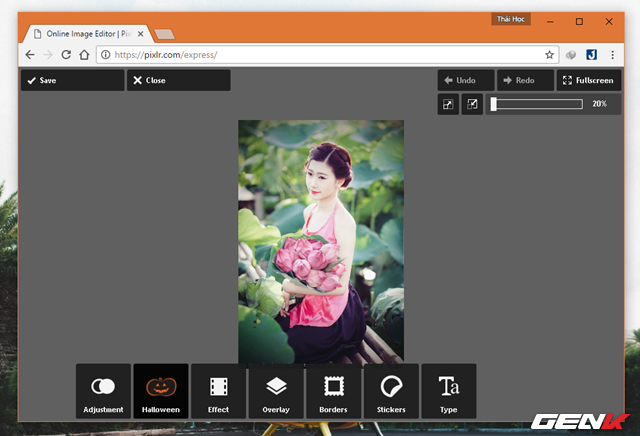 Thái Học
Online Image Editor | Pix
https://pixlr.com/express/
Save
Close
Undo
Redo
Fullscreen
20%
Adjustment
Halloween
Effect
Overlay
Borders
Stickers
Type
GENK